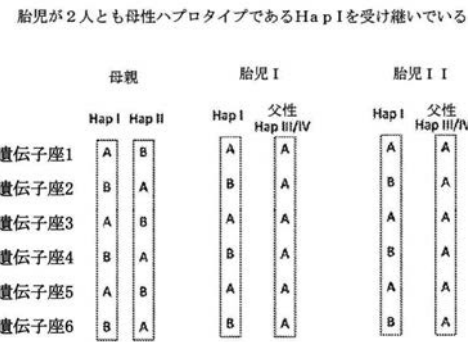 胎児が２人とも母性ハプロタイプであるＨａｐＩを受け継いでいる
母親 胎児Ｉ 胎児ＩＩ
Hap I Hap II Hap I 父性 Hap III/IV Hap I 父性 Hap III/IV
遺伝子座1 A B A A A A
遺伝子座2 B A B A B A
遺伝子座3 A B A A A A
遺伝子座4 B A B A B A
遺伝子座5 A B A A A A
遺伝子座6 B A B A B A